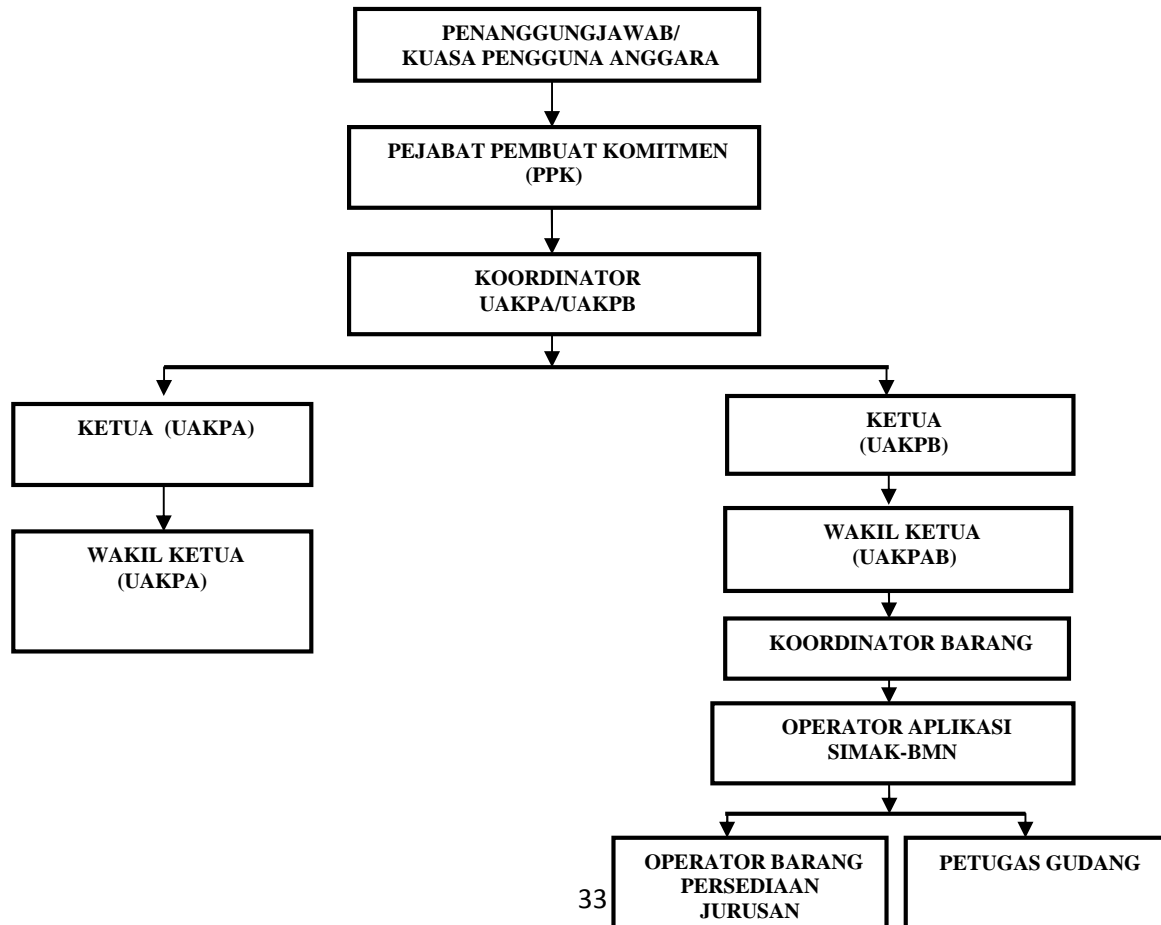 PENANGGUNGJAWAB/
KUASA PENGGUNA ANGGARA
PEJABAT PEMBUAT KOMITMEN
(PPK)
KOORDINATOR
UAKPA/UAKPB
KETUA (UAKPA)
KETUA
(UAKPB)
WAKIL KETUA
(UAKPA)
WAKIL KETUA
(UAKPAB)
KOORDINATOR BARANG
OPERATOR APLIKASI
SIMAK-BMN
OPERATOR BARANG
PERSEDIAAN
JURUSAN
PETUGAS GUDANG
33